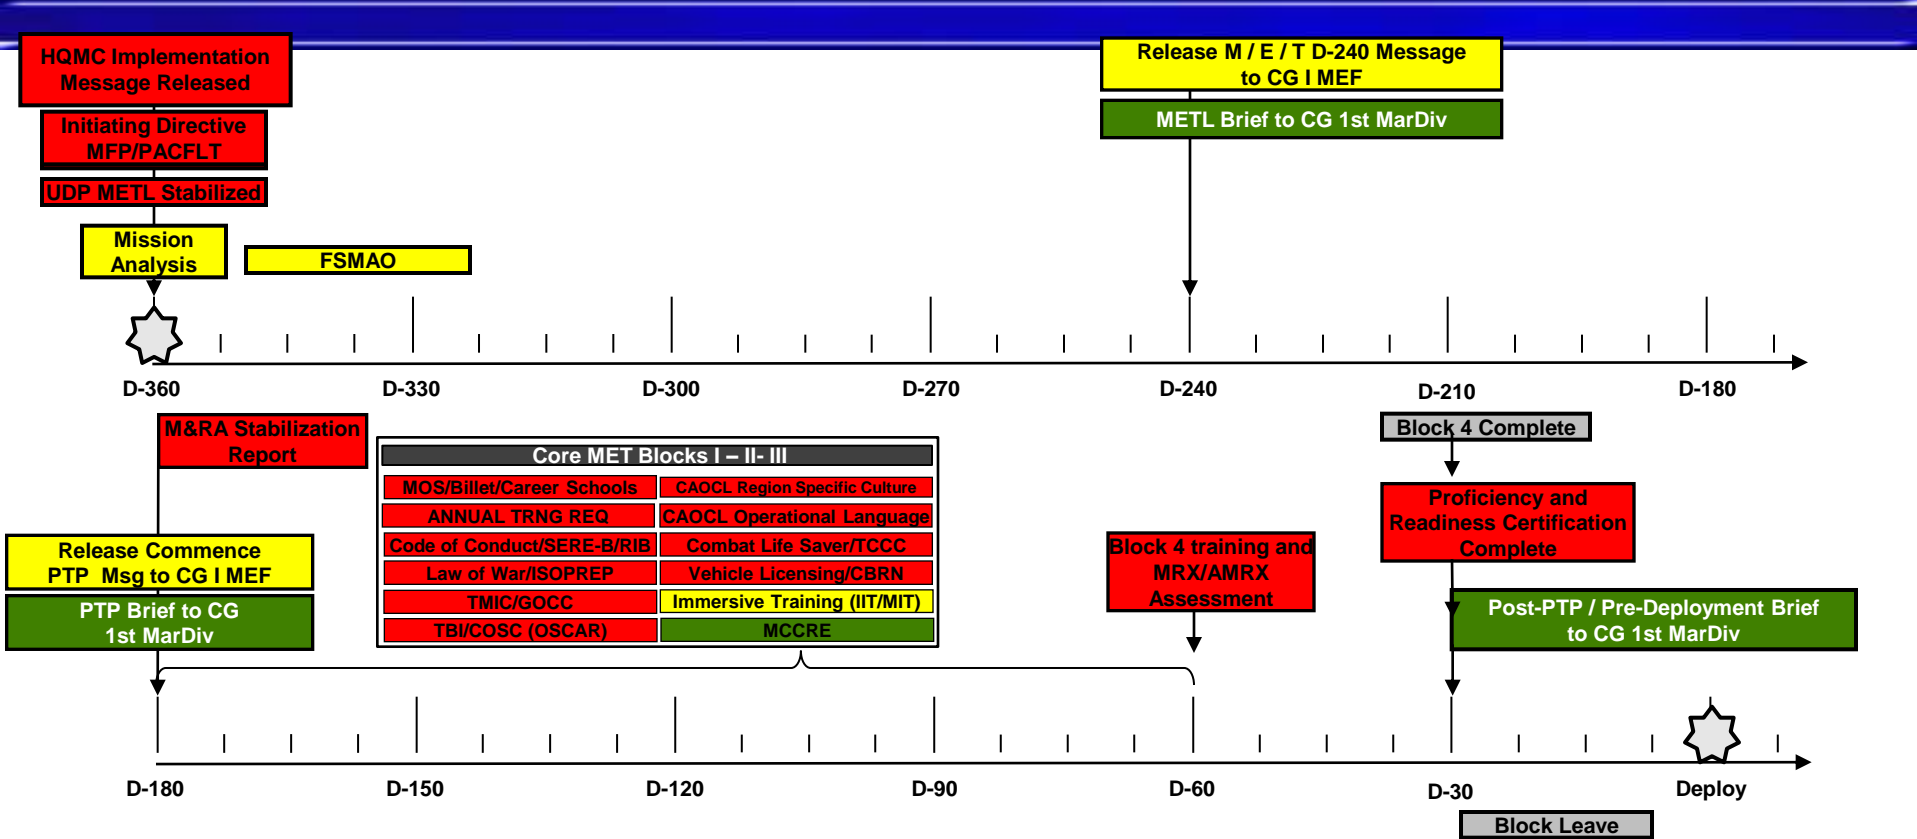 HQMC Implementation
Message Released
Initiating Directive
MFP/PACFLT
UDP METL Stabilized
Mission
Analysis
FSMAO
Release M / E / T D-240 Message
to CG I MEF
METL Brief to CG 1st MarDiv
D-360
D-330
D-300
D-270
D-240
D-210
D-180
M&RA Stabilization
Report
Release Commence
PTP Msg to CG I MEF
PTP Brief to CG
1st MarDiv
Core MET Blocks I – II- III
MOS/Billet/Career Schools
CAOCL Region Specific Culture
ANNUAL TRNG REQ
CAOCL Operational Language
Code of Conduct/SERE-B/RIB
Combat Life Saver/TCCC
Law of War/ISOPREP
Vehicle Licensing/CBRN
TMIC/GOCC
Immersive Training (IIT/MIT)
TBI/COSC (OSCAR)
MCCRE
Block 4 training and
MRX/AMRX
Assessment
Block 4 Complete
Proficiency and
Readiness Certification
Complete
Post-PTP / Pre-Deployment Brief
to CG 1st MarDiv
D-180
D-150
D-120
D-90
D-60
D-30
Deploy
Block Leave